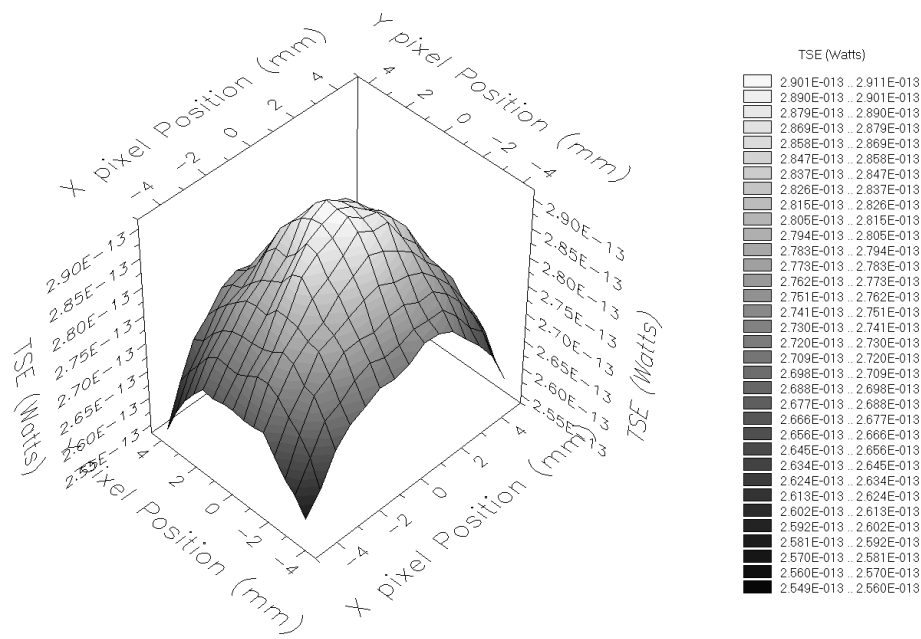 X pixel Position (mm)
-4 -2 0 2 4
Y pixel Position (mm)
4 2 0 -2 -4
TSE (Watts)
2.90E-13
2.85E-13
2.80E-13
2.75E-13
2.70E-13
2.65E-13
2.60E-13
2.55E-13
TSE (Watts)
2.90E-13
2.85E-13
2.80E-13
2.75E-13
2.70E-13
2.65E-13
2.60E-13
2.55E-13
Y pixel Position (mm)
4 2 0 -2 -4
X pixel Position (mm)
-4 -2 0 2 4
TSE (Watts)
2.901E-013 .. 2.911E-013
2.890E-013 .. 2.901E-013
2.879E-013 .. 2.890E-013
2.869E-013 .. 2.879E-013
2.858E-013 .. 2.869E-013
2.847E-013 .. 2.858E-013
2.837E-013 .. 2.847E-013
2.826E-013 .. 2.837E-013
2.815E-013 .. 2.826E-013
2.805E-013 .. 2.815E-013
2.794E-013 .. 2.805E-013
2.783E-013 .. 2.794E-013
2.773E-013 .. 2.783E-013
2.762E-013 .. 2.773E-013
2.751E-013 .. 2.762E-013
2.741E-013 .. 2.751E-013
2.730E-013 .. 2.741E-013
2.720E-013 .. 2.730E-013
2.709E-013 .. 2.720E-013
2.698E-013 .. 2.709E-013
2.688E-013 .. 2.698E-013
2.677E-013 .. 2.688E-013
2.666E-013 .. 2.677E-013
2.656E-013 .. 2.666E-013
2.645E-013 .. 2.656E-013
2.634E-013 .. 2.645E-013
2.624E-013 .. 2.634E-013
2.613E-013 .. 2.624E-013
2.602E-013 .. 2.613E-013
2.592E-013 .. 2.602E-013
2.581E-013 .. 2.592E-013
2.570E-013 .. 2.581E-013
2.560E-013 .. 2.570E-013
2.549E-013 .. 2.560E-013